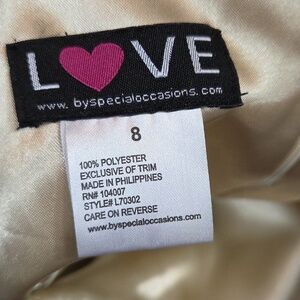 L VE
www. byspecialoccasions. com
8
100% POLYESTER
EXCLUSIVE OF TRIM
MADE IN PHILIPPINES
RN# 104007
STYLE# L70302
CARE ON REVERSE
www.byspecialoccasions.com